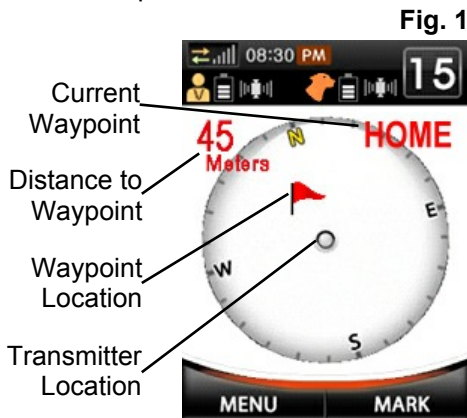 Fig. 1
08:30 PM
15
Current
Waypoint
45
Meters
HOME
N
Distance to
Waypoint
E
Waypoint
Location
W
S
Transmitter
Location
MENU
MARK